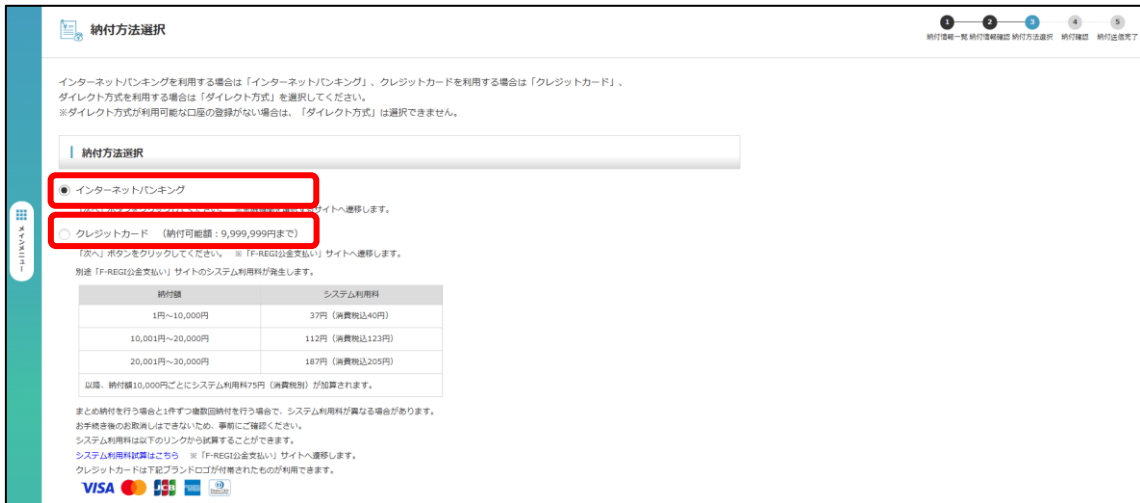 納付方法選択
1 2 3 4 5
納付情報一覧 納付情報確認 納付方法選択 納付確認 納付送信完了
インターネットバンキングを利用する場合は「インターネットバンキング」、クレジットカードを利用する場合は「クレジットカード」、
ダイレクト方式を利用する場合は「ダイレクト方式」を選択してください。
※ダイレクト方式が利用可能な口座の登録がない場合は、「ダイレクト方式」は選択できません。
納付方法選択
インターネットバンキング
サイトへ遷移します。
メインメニュー
クレジットカード (納付可能額:9,999,999円まで)
「次へ」ボタンをクリックしてください。 ※「F-REGI公金支払い」サイトへ遷移します。
別途「F-REGI公金支払い」サイトのシステム利用料が発生します。
納付額 システム利用料
1円～10,000円 37円(消費税込40円)
10,001円～20,000円 112円(消費税込123円)
20,001円～30,000円 187円(消費税込205円)
以降、納付額10,000円ごとにシステム利用料75円(消費税別)が加算されます。
まとめ納付を行う場合と1件ずつ複数回納付を行う場合で、システム利用料が異なる場合があります。
お手続き後のお取消しはできないため、事前にご確認ください。
システム利用料は以下のリンクから試算することができます。
システム利用料試算はこちら ※「F-REGI公金支払い」サイトへ遷移します。
クレジットカードは下記ブランドロゴが付帯されたものが利用できます。
VISA JCB